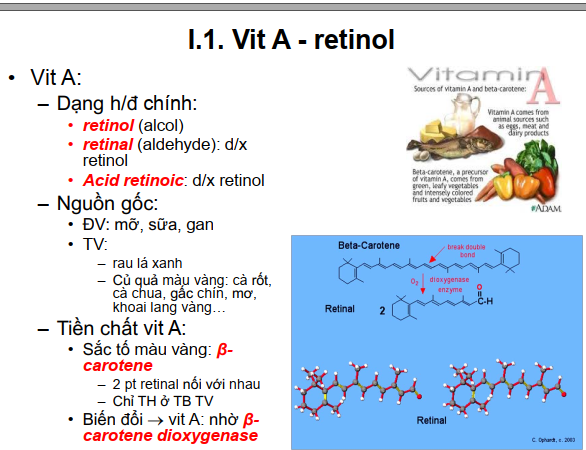 I.1. Vit A - retinol
• Vit A:
– Dạng h/đ chính:
• retinol (alcol)
• retinal (aldehyde): d/x
retinol
• Acid retinoic: d/x retinol
– Nguồn gốc:
• ĐV: mỡ, sữa, gan
• TV:
– rau lá xanh
– Củ quả màu vàng: cà rốt,
cà chua, gấc chín, mơ,
khoai lang vàng…
– Tiền chất vit A:
• Sắc tố màu vàng: β-
carotene
– 2 pt retinal nối với nhau
– Chỉ TH ở TB TV
• Biến đổi → vit A: nhờ β-
carotene dioxygenase
Vitamin A
Sources of vitamin A and beta-carotene:
Vitamin A comes from
animal sources such
as eggs, meat and
dairy products
Beta-carotene, a precursor
of vitamin A, comes from
green, leafy vegetables
and intensely colored
fruits and vegetables
ADAM.
Beta-Carotene
break double
bond
O2
dioxygenase
enzyme
O
C-H
Retinal 2
Retinal
C. Ophardt, c. 2003